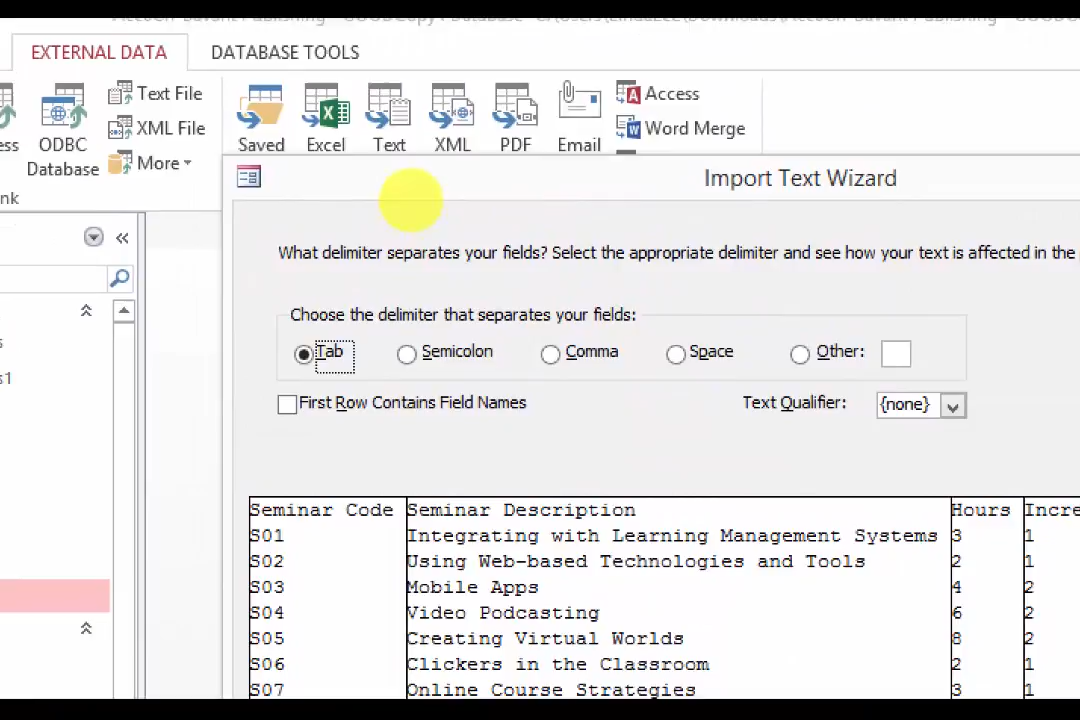 EXTERNAL DATA DATABASE TOOLS
Text File
XML File
More
ODBC
Database
Saved Excel Text XML PDF Email
Access
Word Merge
Import Text Wizard
What delimiter separates your fields? Select the appropriate delimiter and see how your text is affected in the
Choose the delimiter that separates your fields:
Tab Semicolon Comma Space Other:
First Row Contains Field Names Text Qualifier: {none}
Seminar Code Seminar Description Hours Incre
S01 Integrating with Learning Management Systems 3 1
S02 Using Web-based Technologies and Tools 2 1
S03 Mobile Apps 4 2
S04 Video Podcasting 6 2
S05 Creating Virtual Worlds 8 2
S06 Clickers in the Classroom 2 1
S07 Online Course Strategies 3 1